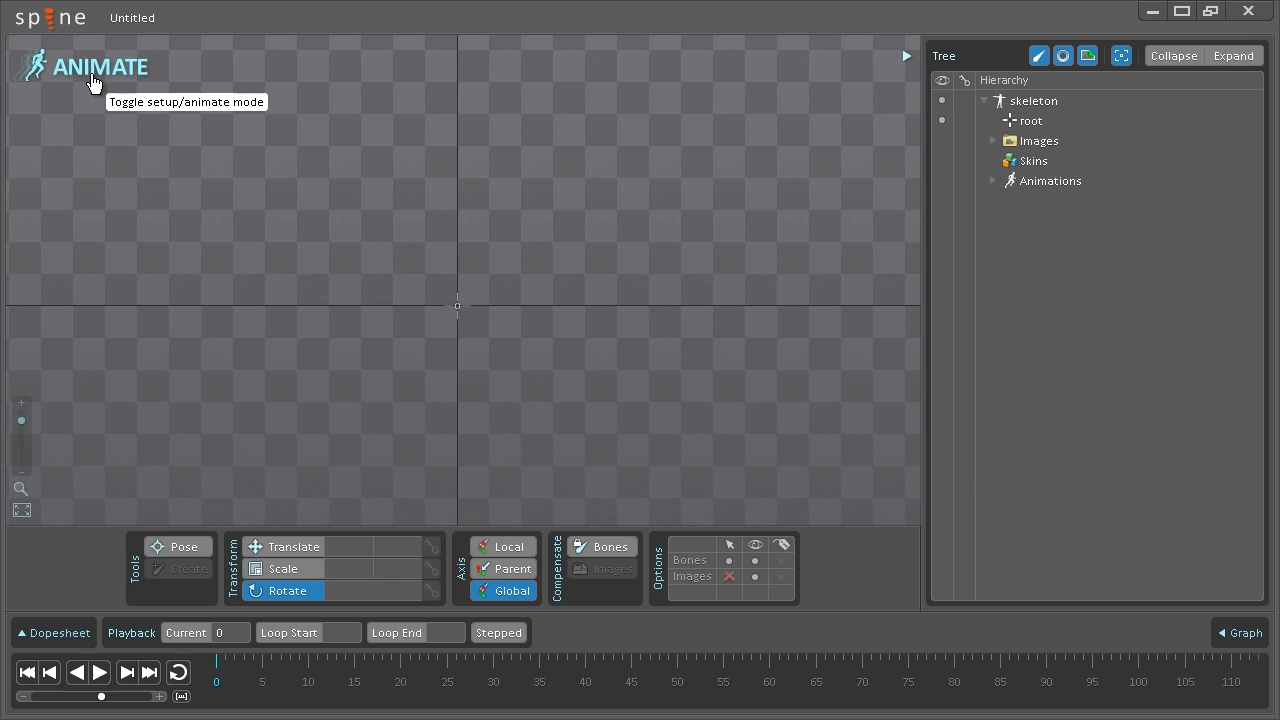 spine Untitled
ANIMATE
Toggle setup/animate mode
Tree Collapse Expand
Hierarchy
skeleton
root
Images
Skins
Animations
Tools
Pose
Create
Transform
Translate
Scale
Rotate
Axis
Local
Parent
Global
Compensate
Bones
Images
Options
Bones
Images
Dopesheet Playback Current 0 Loop Start Loop End Stepped Graph
0 5 10 15 20 25 30 35 40 45 50 55 60 65 70 75 80 85 90 95 100 105 110